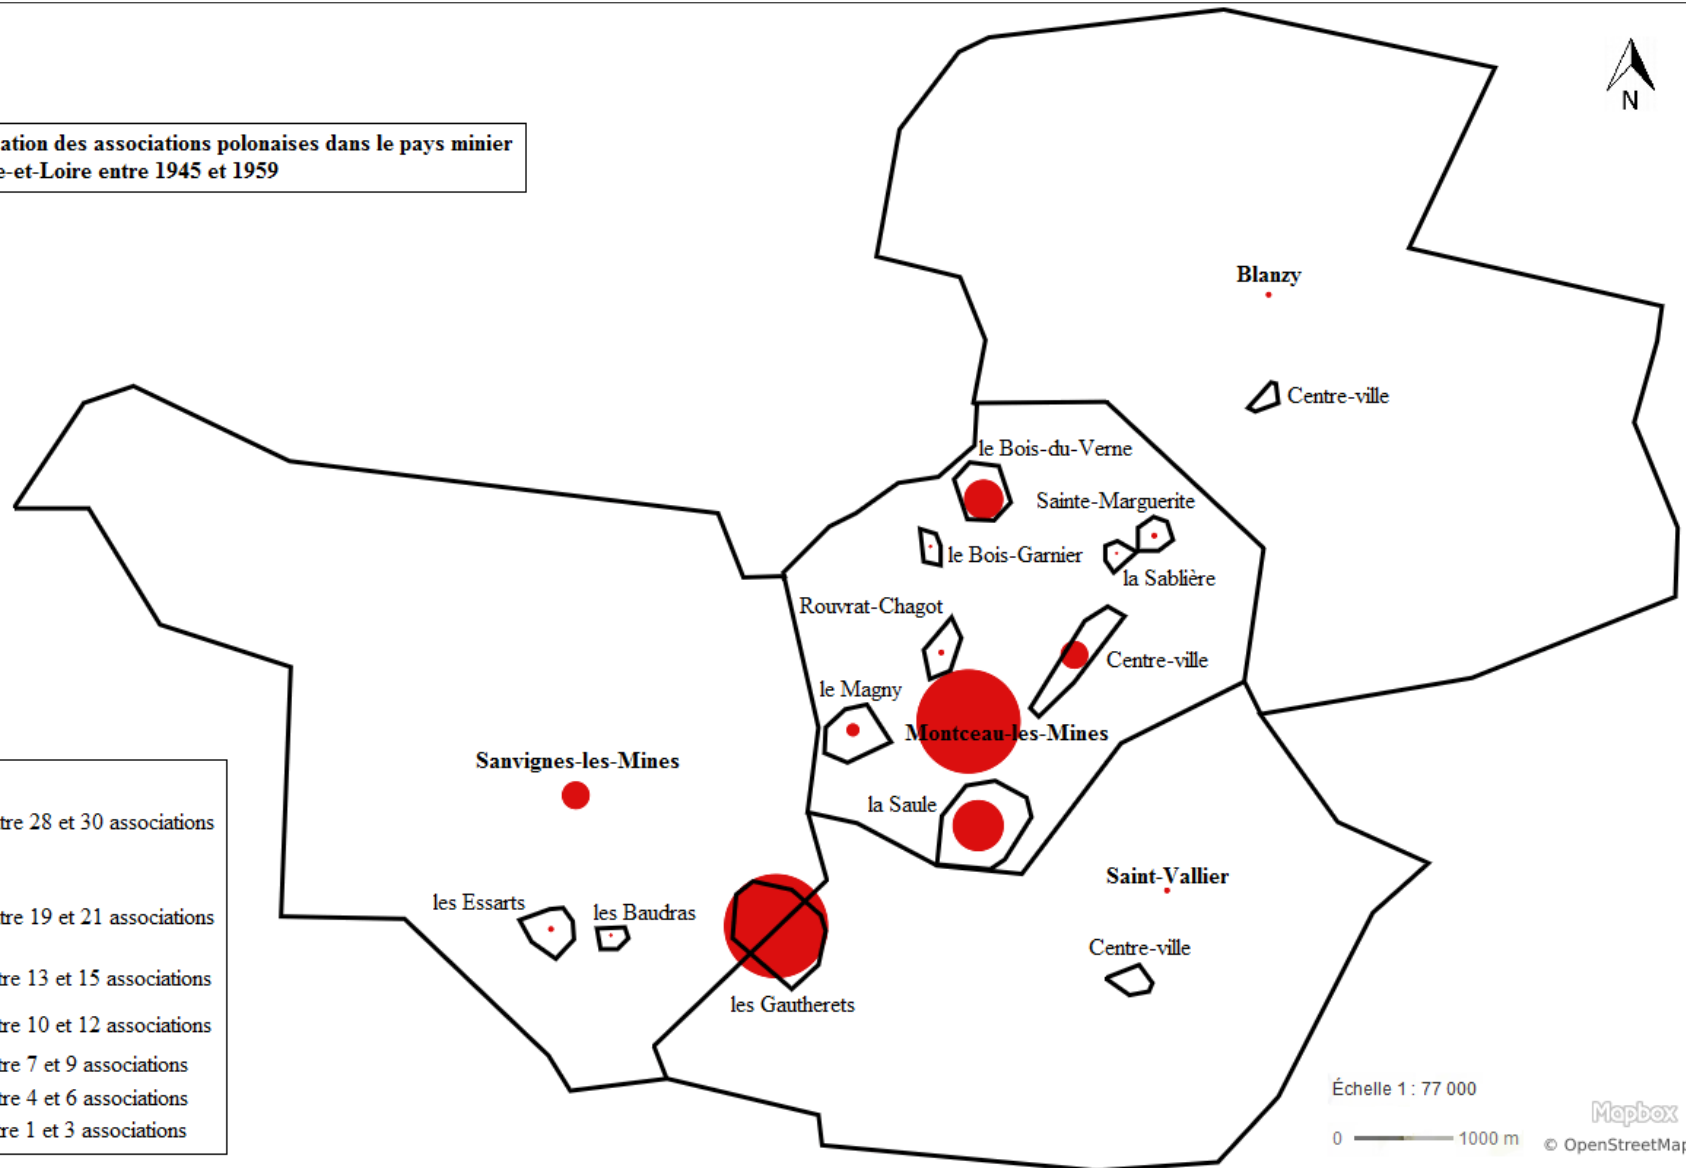 N
ation des associations polonaises dans le pays minier
e-et-Loire entre 1945 et 1959
Blanzy
Centre-ville
le Bois-du-Verne
Sainte-Marguerite
le Bois-Garnier
la Sablière
Rouvrat-Chagot
Centre-ville
le Magny
Montceau-les-Mines
Sanvignes-les-Mines
la Saule
Saint-Vallier
les Essarts
les Baudras
Centre-ville
les Gautherets
tre 28 et 30 associations
tre 19 et 21 associations
tre 13 et 15 associations
tre 10 et 12 associations
tre 7 et 9 associations
tre 4 et 6 associations
re 1 et 3 associations
Échelle 1 : 77 000
0 1000 m
Mapbox
© OpenStreetMap